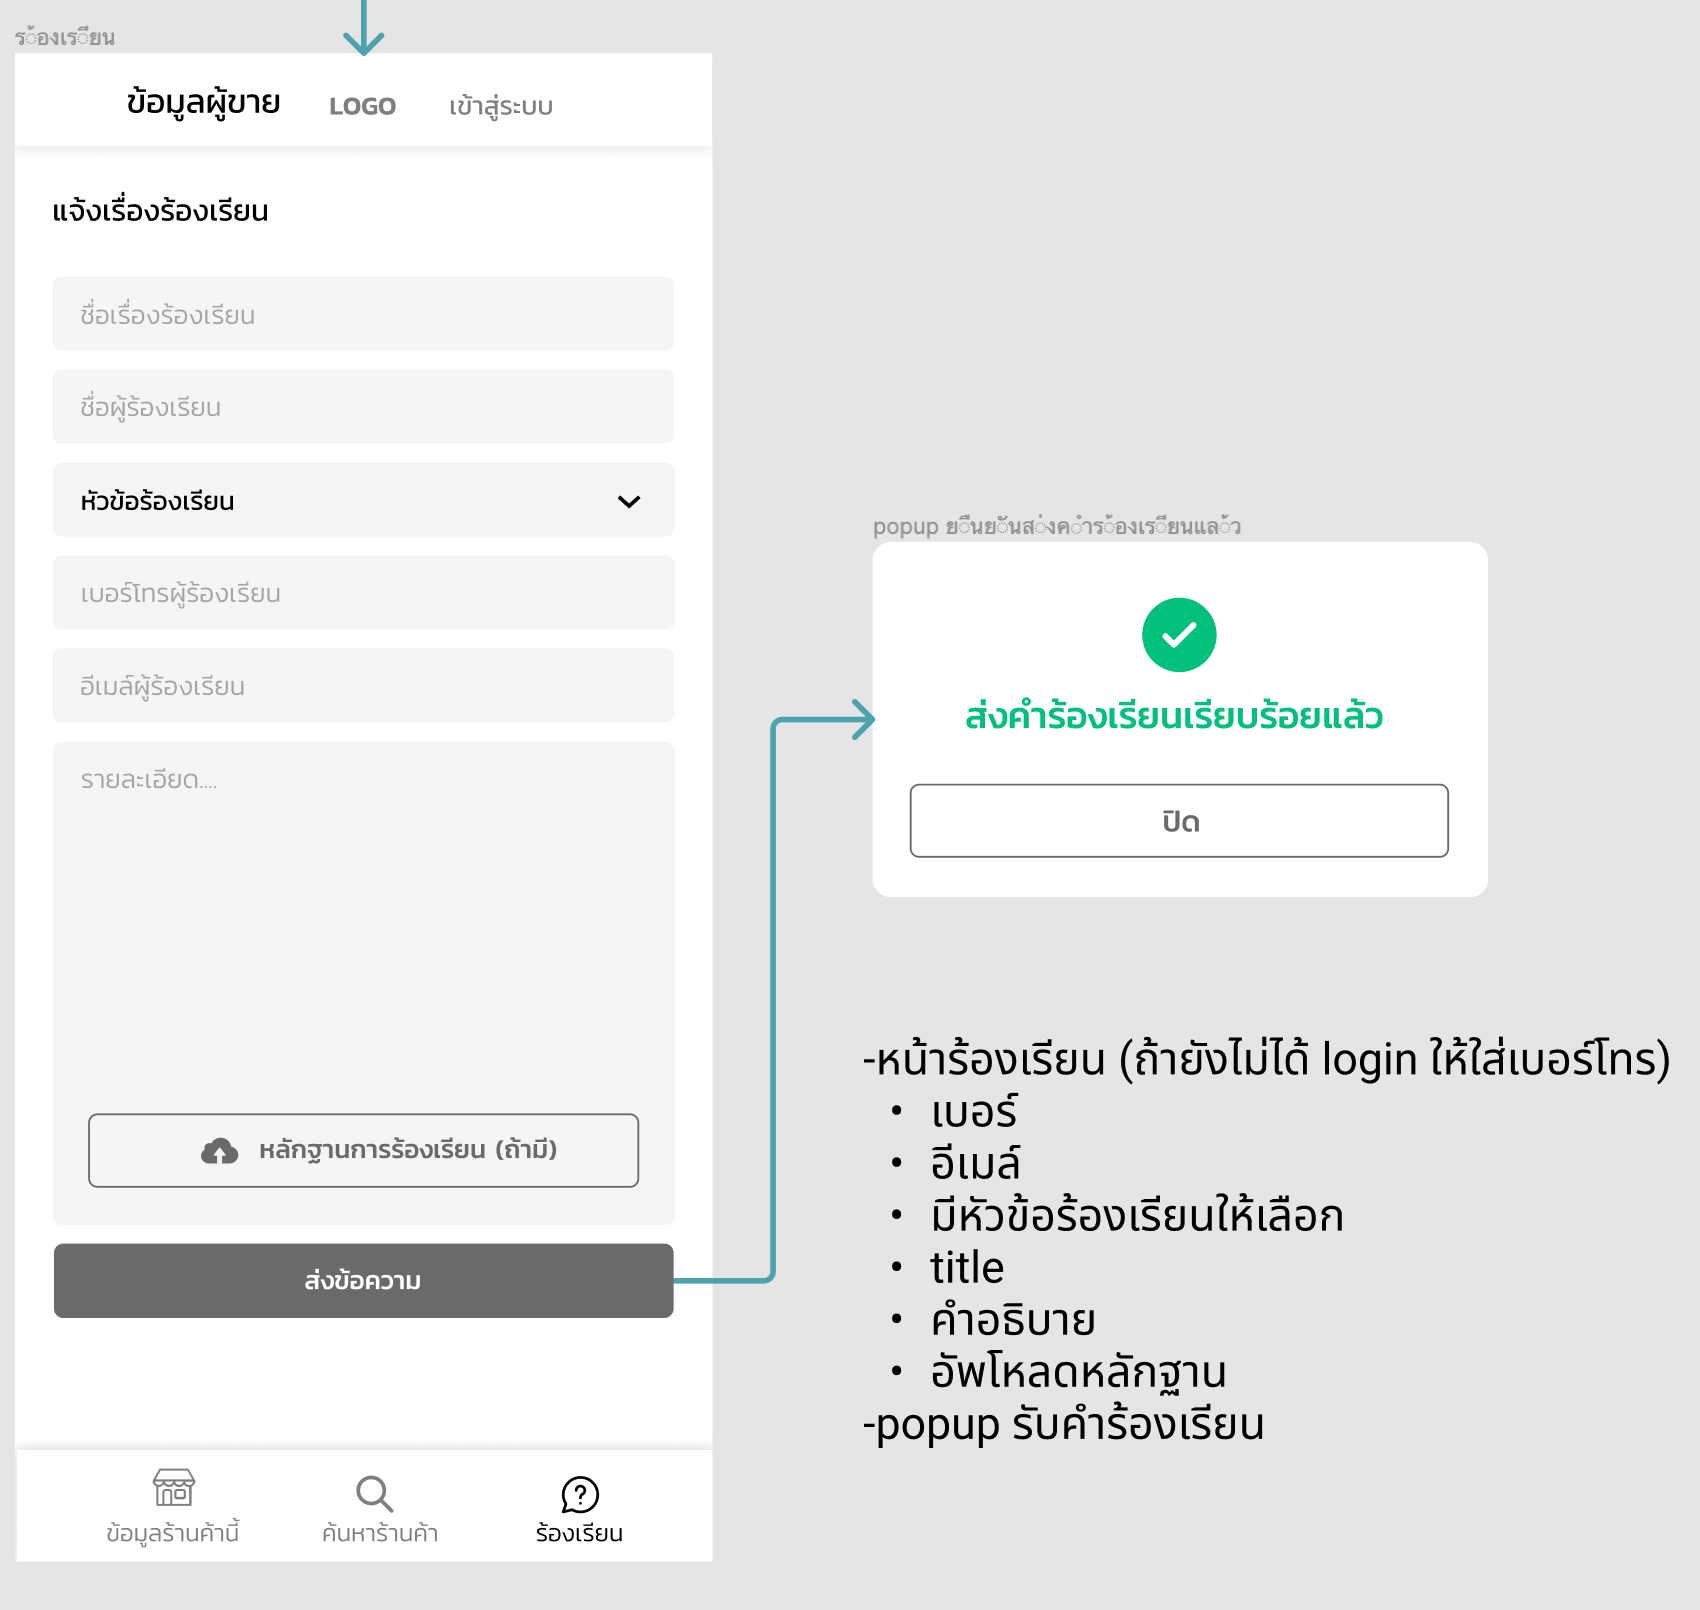 ร้องเรียน
ข้อมูลผู้ขาย LOGO เข้าสู่ระบบ
แจ้งเรื่องร้องเรียน
ชื่อเรื่องร้องเรียน
ชื่อผู้ร้องเรียน
หัวข้อร้องเรียน
เบอร์โทรผู้ร้องเรียน
อีเมล์ผู้ร้องเรียน
รายละเอียด....
หลักฐานการร้องเรียน (ถ้ามี)
ส่งข้อความ
ข้อมูลร้านค้านี้ ค้นหาร้านค้า ร้องเรียน
popup ยืนยันส่งคำร้องเรียนแล้ว
ส่งคำร้องเรียนเรียบร้อยแล้ว
ปิด
-หน้าร้องเรียน (ถ้ายังไม่ได้ login ให้ใส่เบอร์โทร)
• เบอร์
• อีเมล์
• มีหัวข้อร้องเรียนให้เลือก
• title
• คำอธิบาย
• อัพโหลดหลักฐาน
-popup รับคำร้องเรียน